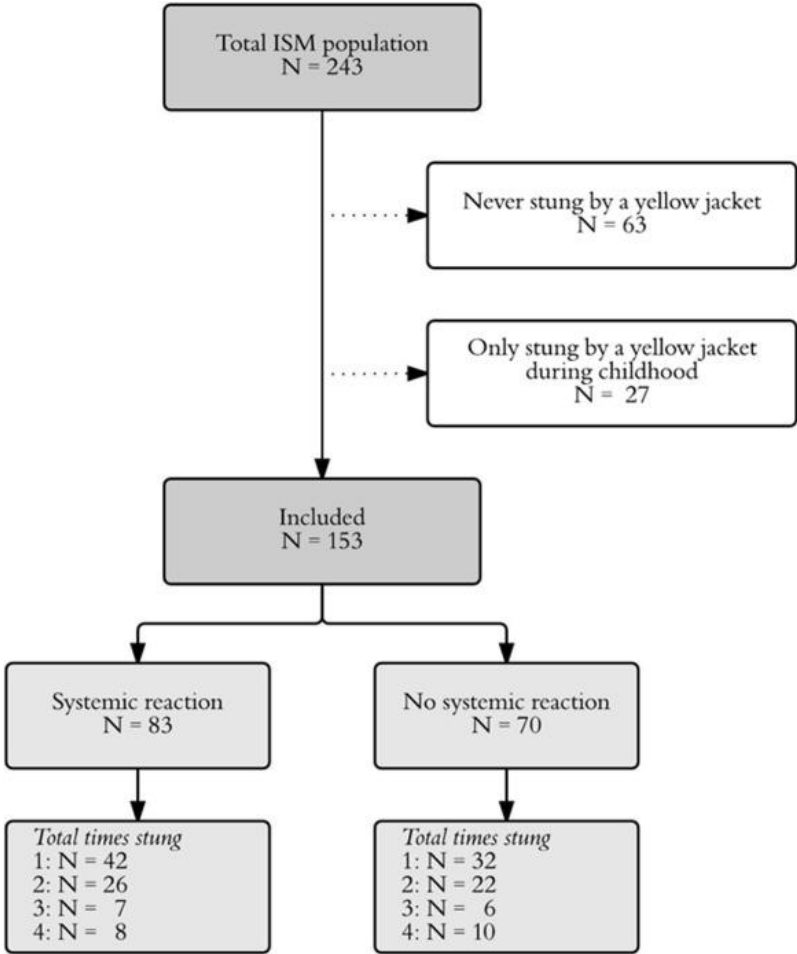 Total ISM population
N = 243
Never stung by a yellow jacket
N = 63
Only stung by a yellow jacket
during childhood
N = 27
Included
N = 153
Systemic reaction
N = 83
No systemic reaction
N = 70
Total times stung
1: N = 42
2: N = 26
3: N = 7
4: N = 8
Total times stung
1: N = 32
2: N = 22
3: N = 6
4: N = 10